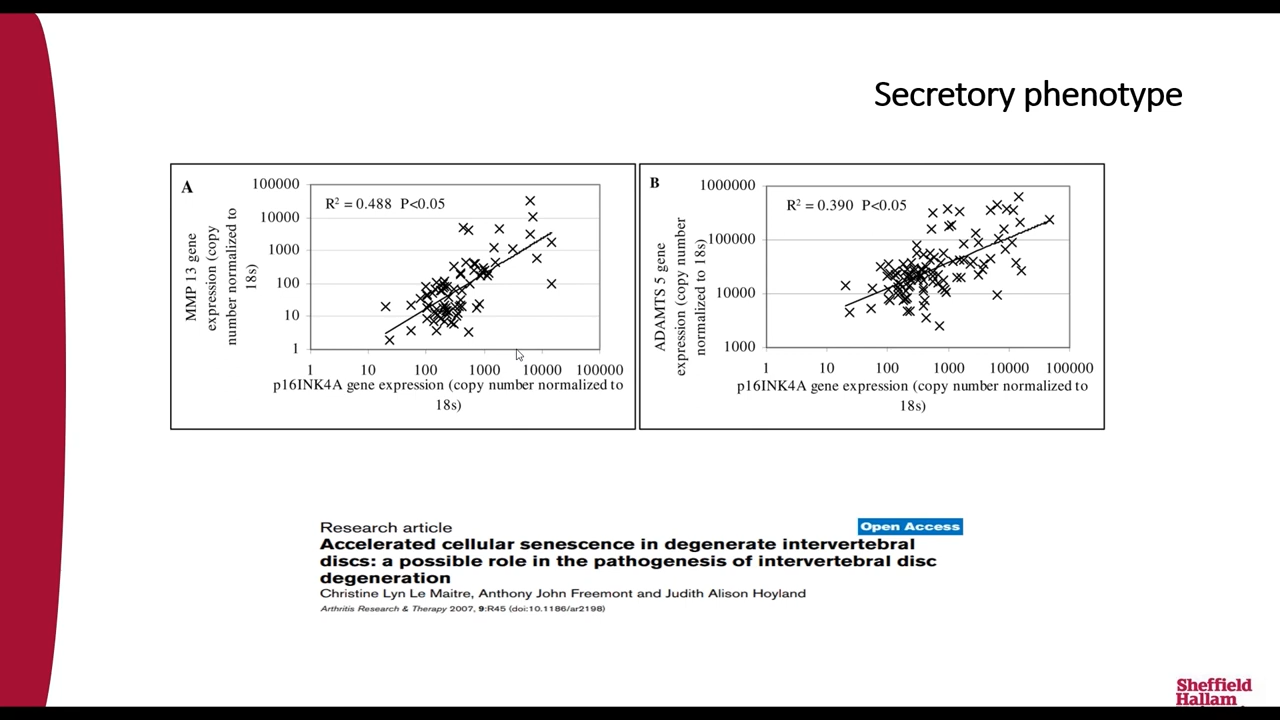 Secretory phenotype
A
MMP 13 gene
expression (copy
number normalized to
18s)
100000
10000
1000
100
10
1
R² = 0.488 P<0.05
1 10 100 1000 10000 100000
p16INK4A gene expression (copy number normalized to
18s)
B
ADAMTS 5 gene
expression (copy number
normalized to 18s)
1000000
100000
10000
1000
R² = 0.390 P<0.05
1 10 100 1000 10000 100000
p16INK4A gene expression (copy number normalized to
18s)
Research article
Open Access
Accelerated cellular senescence in degenerate intervertebral
discs: a possible role in the pathogenesis of intervertebral disc
degeneration
Christine Lyn Le Maitre, Anthony John Freemont and Judith Alison Hoyland
Arthritis Research & Therapy 2007, 9:R45 (doi:10.1186/ar2198)
Sheffield
Hallam